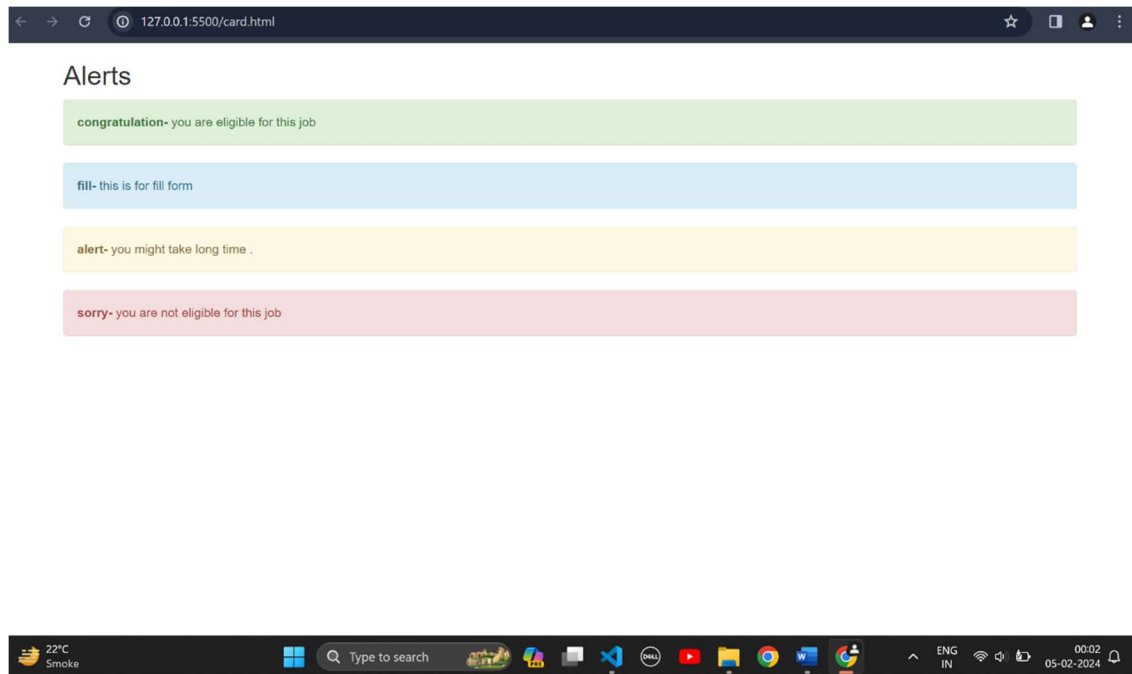 127.0.0.1:5500/card.html
Alerts
congratulation- you are eligible for this job
fill- this is for fill form
alert- you might take long time .
sorry- you are not eligible for this job
22°C
Smoke
Type to search
PRE
DELL
W
ENG
IN
00:02
05-02-2024